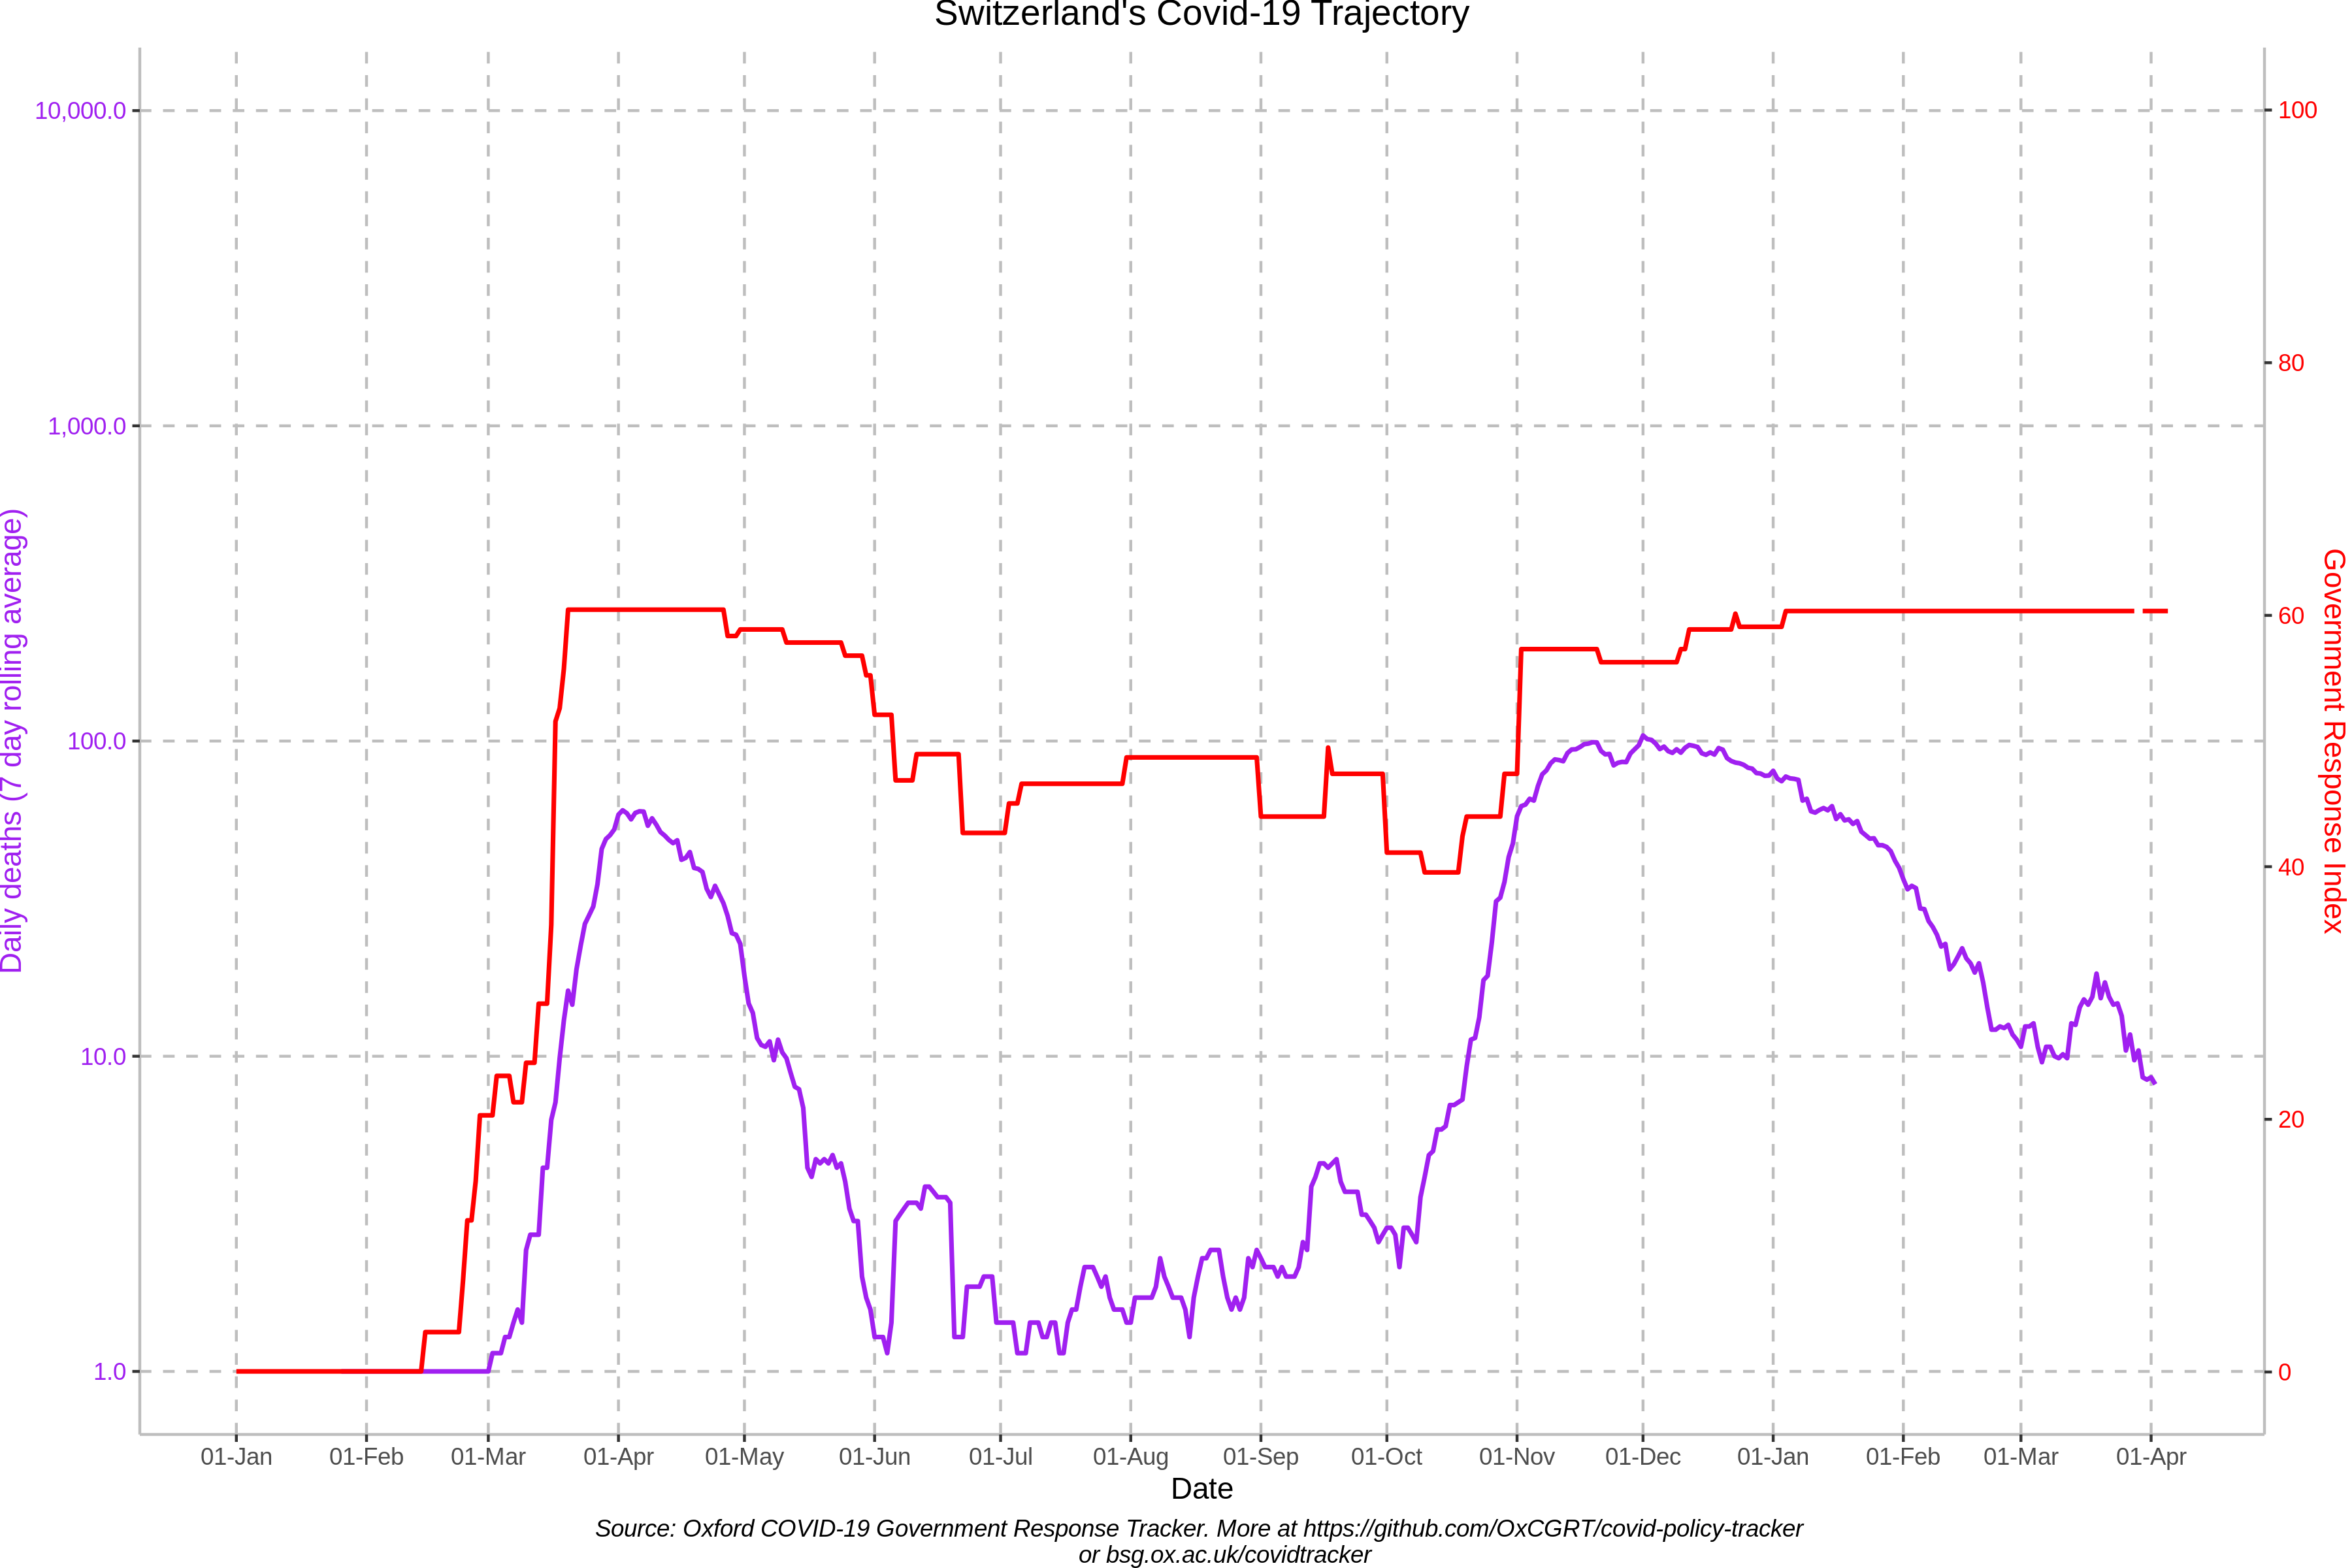 Switzerland's Covid-19 Trajectory
10,000.0
1,000.0
100.0
10.0
1.0
Daily deaths (7 day rolling average)
100
80
60
40
20
0
Government Response Index
01-Jan 01-Feb 01-Mar 01-Apr 01-May 01-Jun 01-Jul 01-Aug 01-Sep 01-Oct 01-Nov 01-Dec 01-Jan 01-Feb 01-Mar 01-Apr
Date
Source: Oxford COVID-19 Government Response Tracker. More at https://github.com/OxCGRT/covid-policy-tracker
or bsg.ox.ac.uk/covidtracker